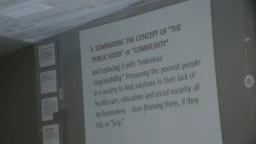 5. ELIMINATING THE CONCEPT OF "THE
PUBLIC GOOD" or "COMMUNITY"
and replacing it with "individual
responsibility." Pressuring the poorest people
in a society to find solutions to their lack of
health care, education and social security all
by themselves -- then blaming them, if they
fail, as "lazy."